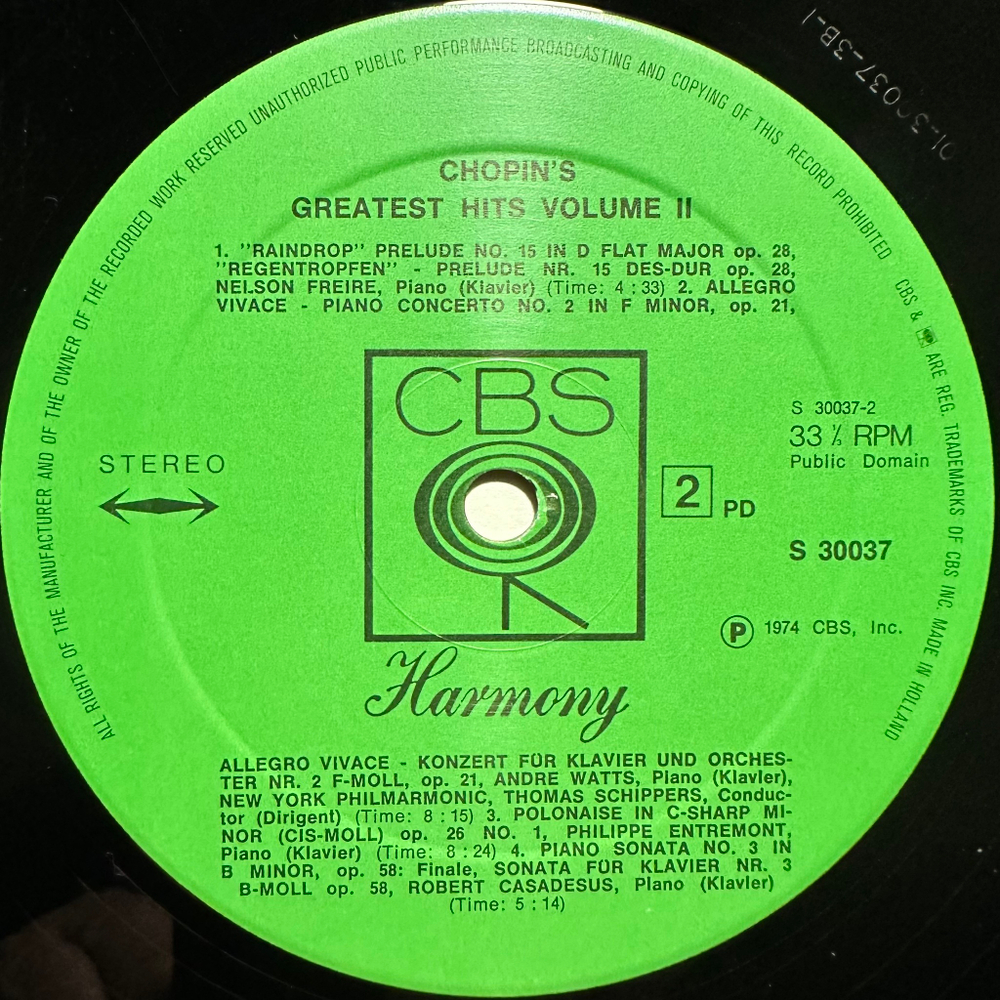 ALL RIGHTS OF THE MANUFACTURER AND OF THE OWNER OF THE RECORDED WORK RESERVED UNAUTHORIZED PUBLIC PERFORMANCE BROADCASTING AND COPYING OF THIS RECORD PROHIBITED
CBS & ARE REG. TRADEMARKS OF CBS INC. MADE IN HOLLAND
CHOPIN'S
GREATEST HITS VOLUME II
1. ''RAINDROP'' PRELUDE NO. 15 IN D FLAT MAJOR op. 28,
''REGENTROPFEN'' - PRELUDE NR. 15 DES-DUR op. 28,
NELSON FREIRE, Piano (Klavier) (Time: 4 : 33) 2. ALLEGRO
VIVACE - PIANO CONCERTO NO. 2 IN F MINOR, op. 21,
CBS
STEREO
S 30037-2
33 ⅓ RPM
Public Domain
2 PD
S 30037
Ⓟ 1974 CBS, Inc.
Harmony
ALLEGRO VIVACE - KONZERT FÜR KLAVIER UND ORCHES-
TER NR. 2 F-MOLL, op. 21, ANDRE WATTS, Piano (Klavier),
NEW YORK PHILMARMONIC, THOMAS SCHIPPERS, Conduc-
tor (Dirigent) (Time: 8 : 15) 3. POLONAISE IN C-SHARP MI-
NOR (CIS-MOLL) op. 26 NO. 1, PHILIPPE ENTREMONT,
Piano (Klavier) (Time: 8 : 24) 4. PIANO SONATA NO. 3 IN
B MINOR, op. 58: Finale, SONATA FÜR KLAVIER NR. 3
B-MOLL op. 58, ROBERT CASADESUS, Piano (Klavier)
(Time: 5 : 14)